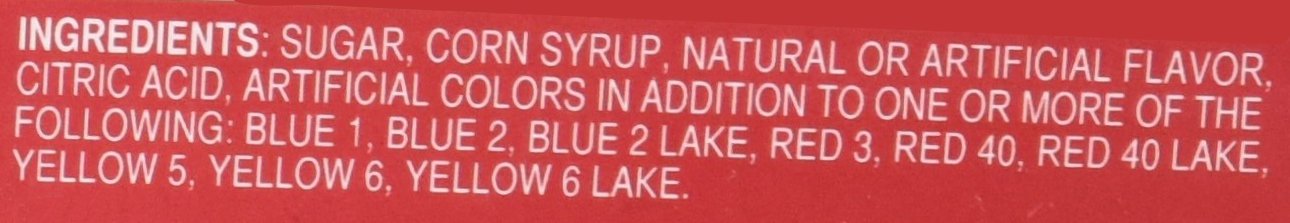 INGREDIENTS: SUGAR, CORN SYRUP, NATURAL OR ARTIFICIAL FLAVOR,
CITRIC ACID, ARTIFICIAL COLORS IN ADDITION TO ONE OR MORE OF THE
FOLLOWING: BLUE 1, BLUE 2, BLUE 2 LAKE, RED 3, RED 40, RED 40 LAKE,
YELLOW 5, YELLOW 6, YELLOW 6 LAKE.